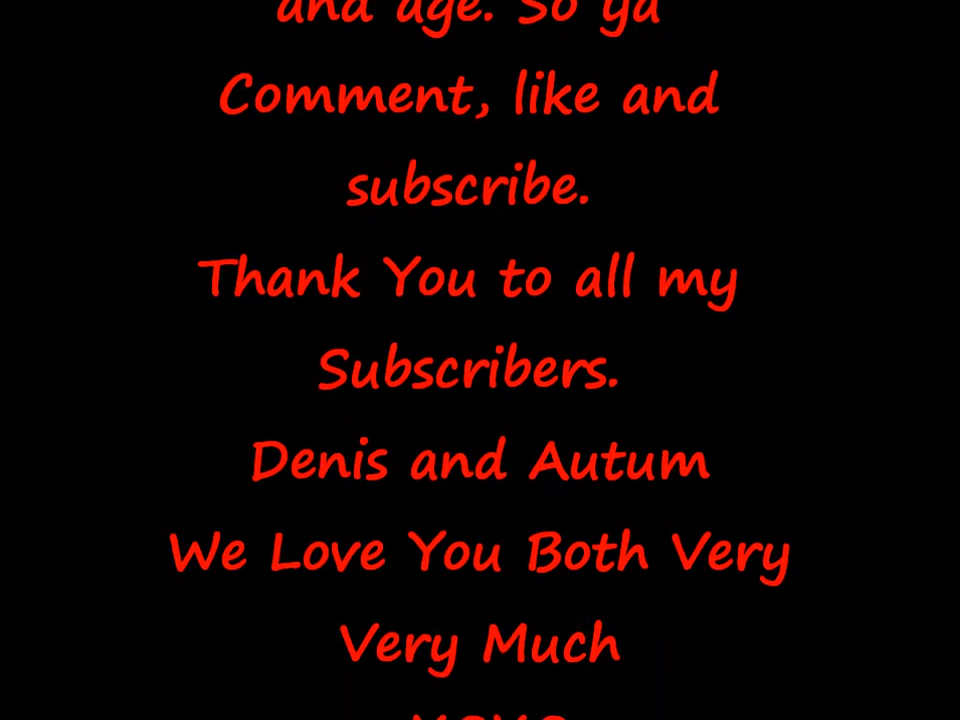 and age. So ya
Comment, like and
subscribe.
Thank You to all my
Subscribers.
Denis and Autum
We Love You Both Very
Very Much